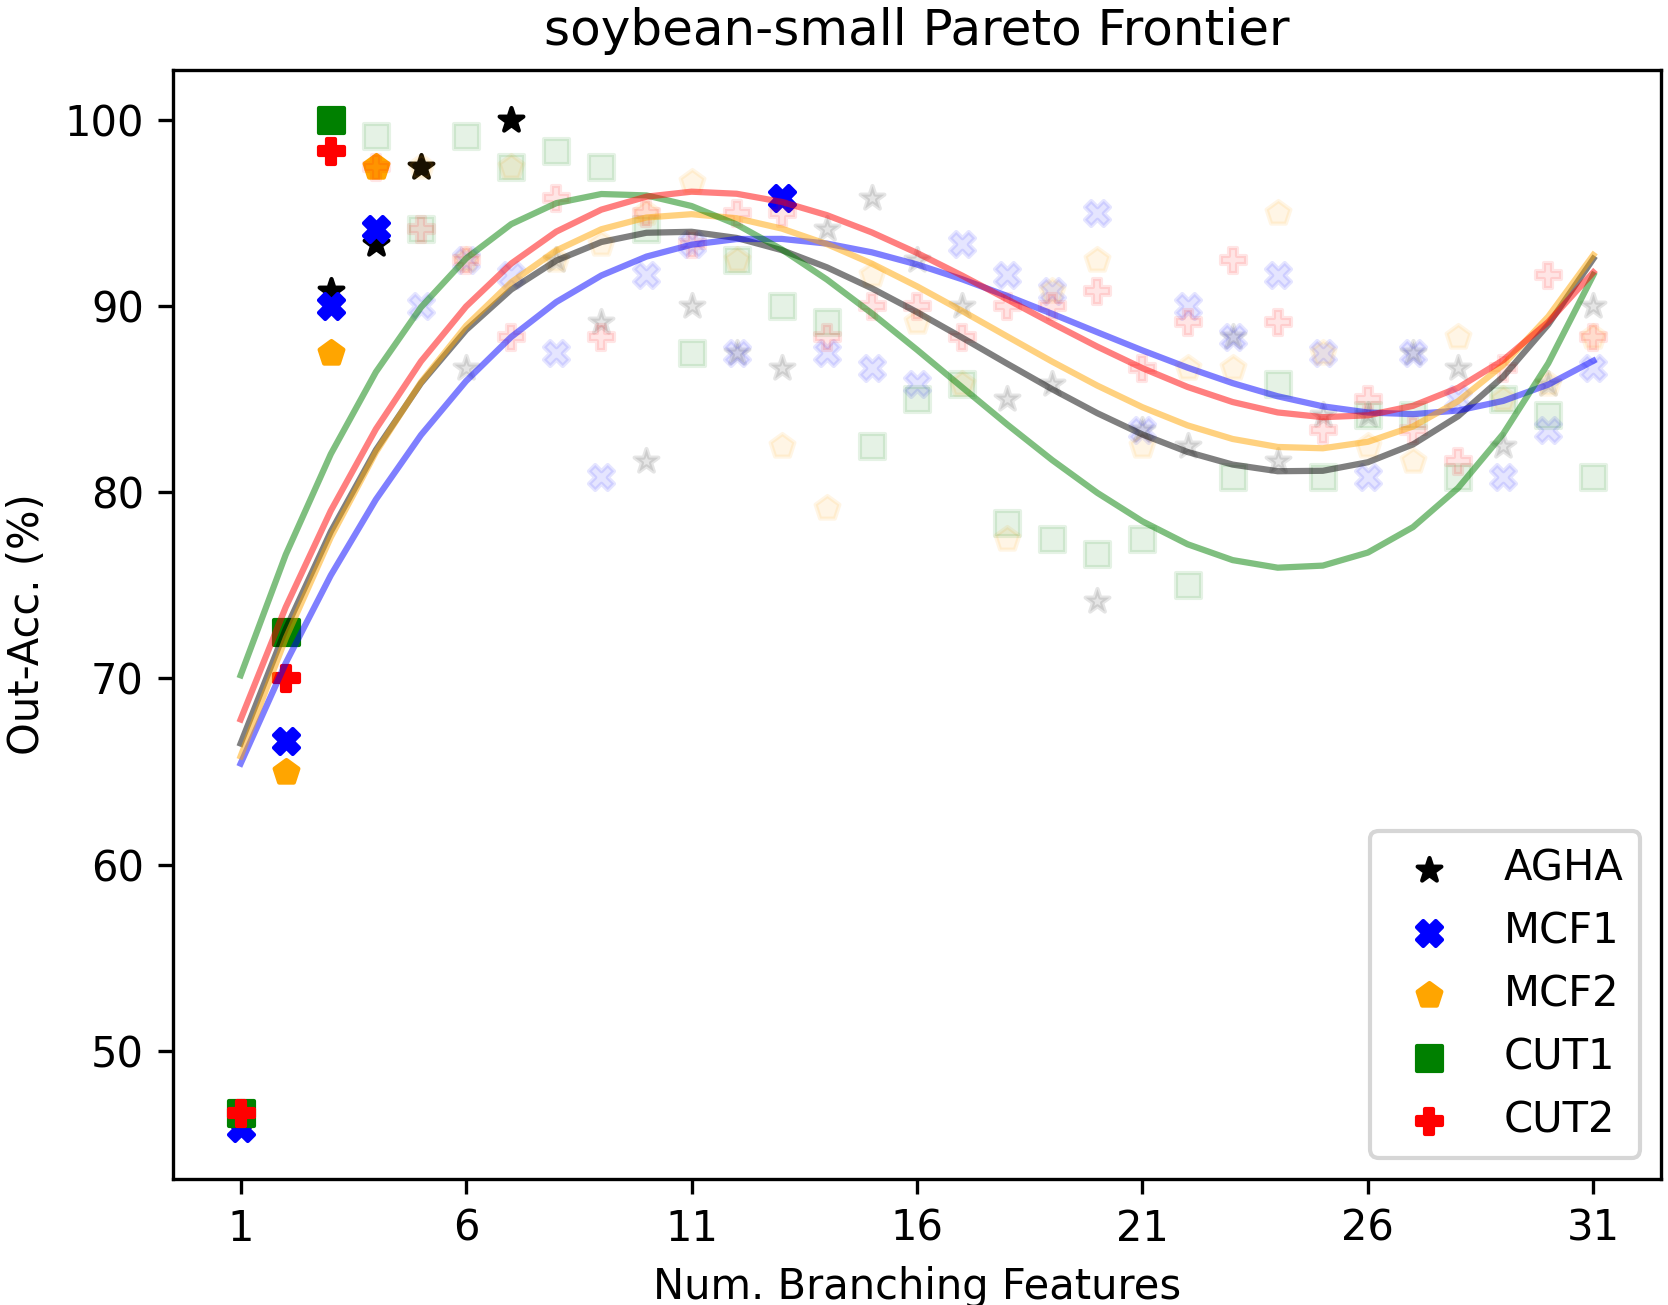 soybean-small Pareto Frontier
Out-Acc. (%)
100
90
80
70
60
50
1 6 11 16 21 26 31
Num. Branching Features
AGHA
MCF1
MCF2
CUT1
CUT2